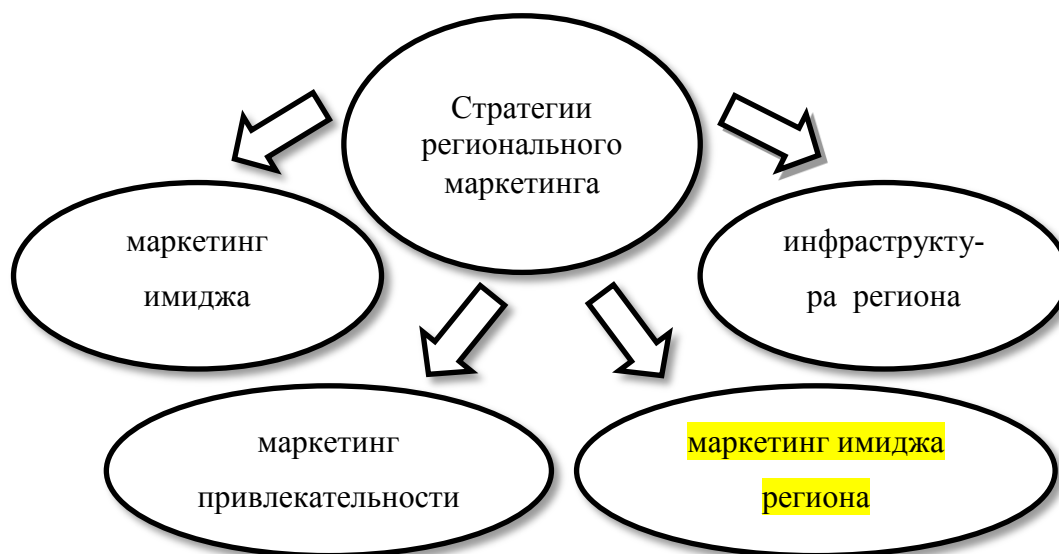 Стратегии
регионального
маркетинга
маркетинг
имиджа
инфраструкту-
ра региона
маркетинг
привлекательности
маркетинг имиджа
региона